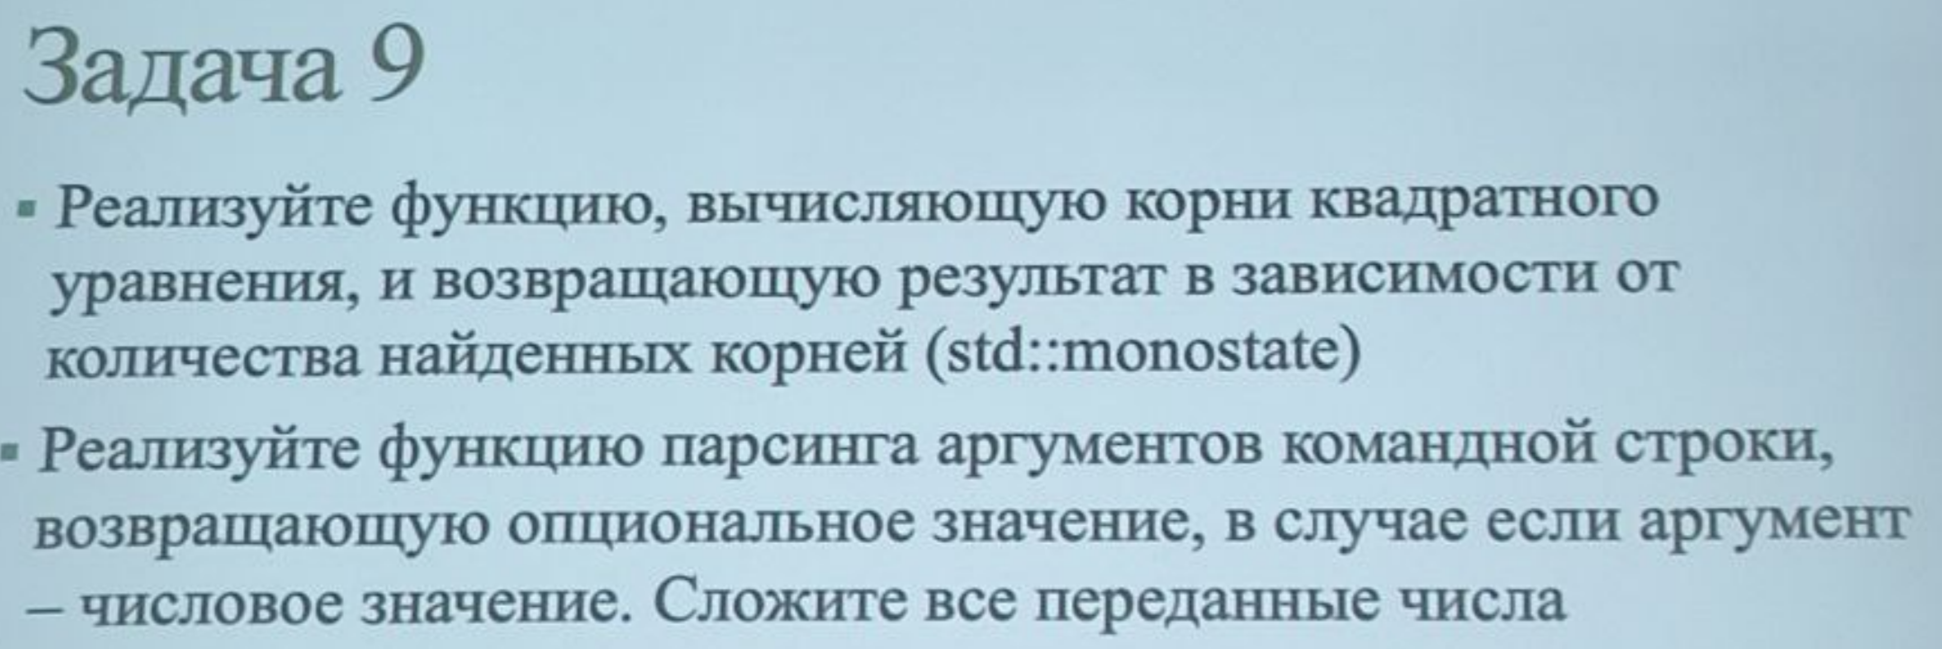 Задача 9
▪ Реализуйте функцию, вычисляющую корни квадратного
уравнения, и возвращающую результат в зависимости от
количества найденных корней (std::monostate)
▪ Реализуйте функцию парсинга аргументов командной строки,
возвращающую опциональное значение, в случае если аргумент
– числовое значение. Сложите все переданные числа